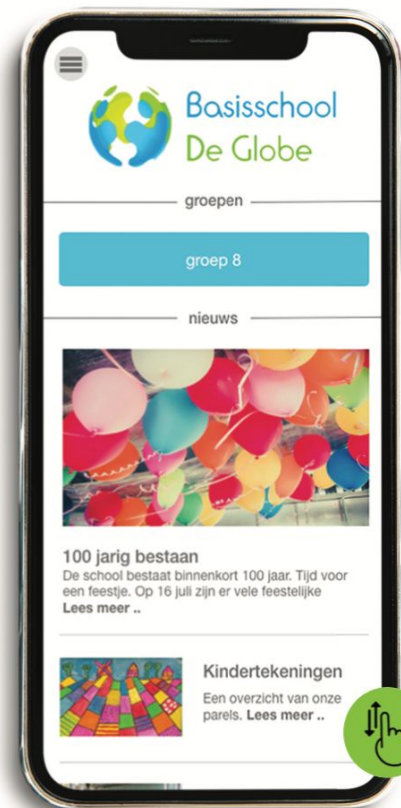 Basisschool
De Globe
groepen
groep 8
nieuws
100 jarig bestaan
De school bestaat binnenkort 100 jaar. Tijd voor
een feestje. Op 16 juli zijn er vele feestelijke
Lees meer ..
Kindertekeningen
Een overzicht van onze
parels. Lees meer ..